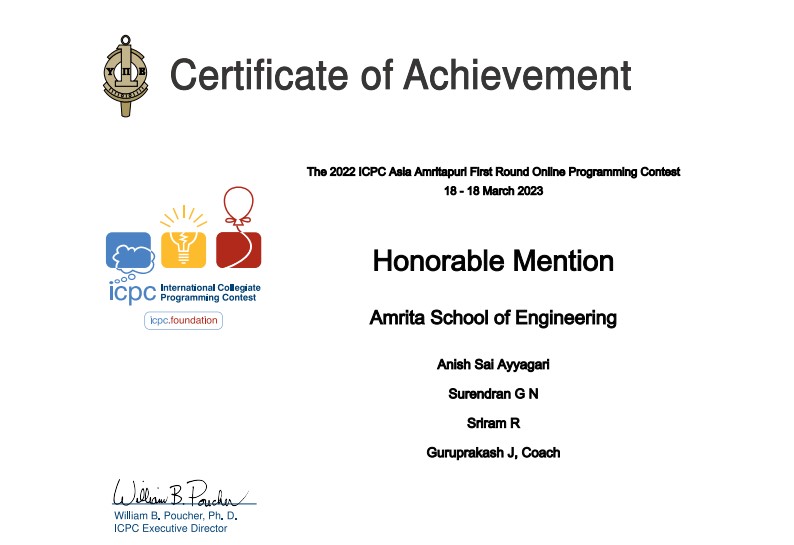 Certificate of Achievement
The 2022 ICPC Asia Amritapuri First Round Online Programming Contest
18 - 18 March 2023
Honorable Mention
Amrita School of Engineering
Anish Sai Ayyagari
Surendran G N
Sriram R
Guruprakash J, Coach
icpc International Collegiate
Programming Contest
icpc.foundation
William B. Poucher
William B. Poucher, Ph. D.
ICPC Executive Director